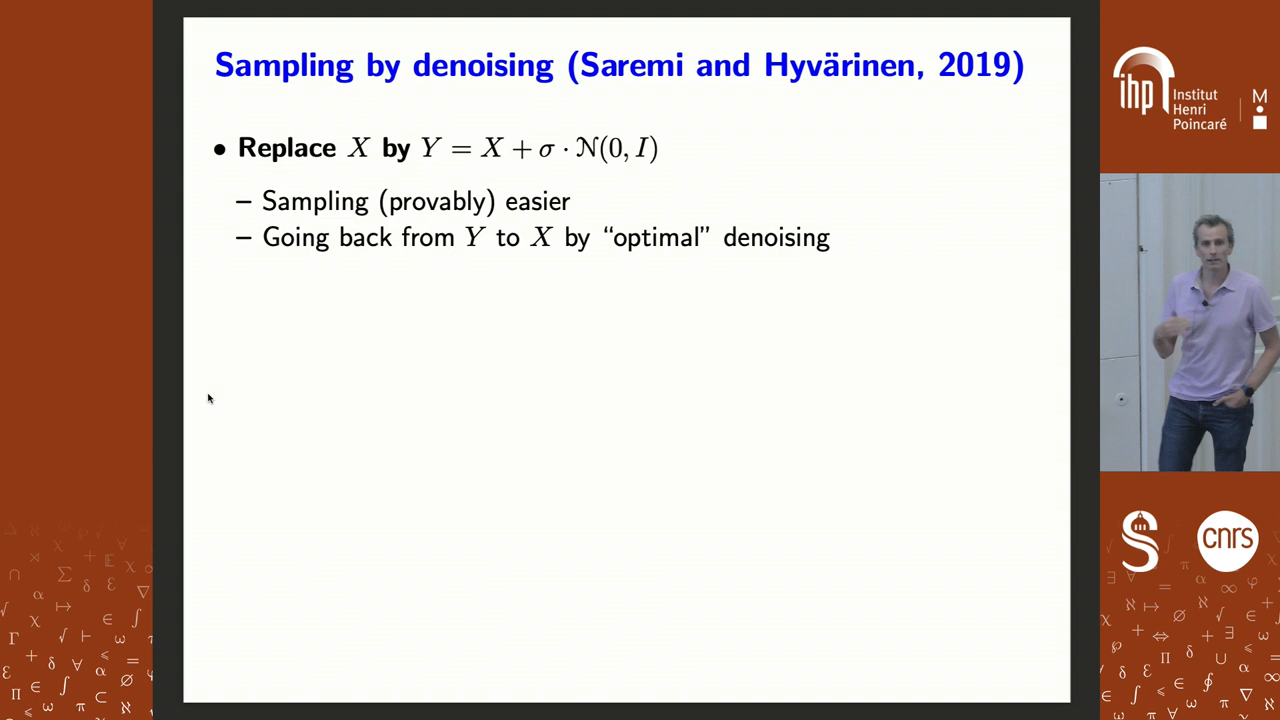 Sampling by denoising (Saremi and Hyvärinen, 2019)
• Replace X by Y = X + σ · N(0, I)
– Sampling (provably) easier
– Going back from Y to X by “optimal” denoising
ihp Institut
Henri
Poincaré
M
cnrs